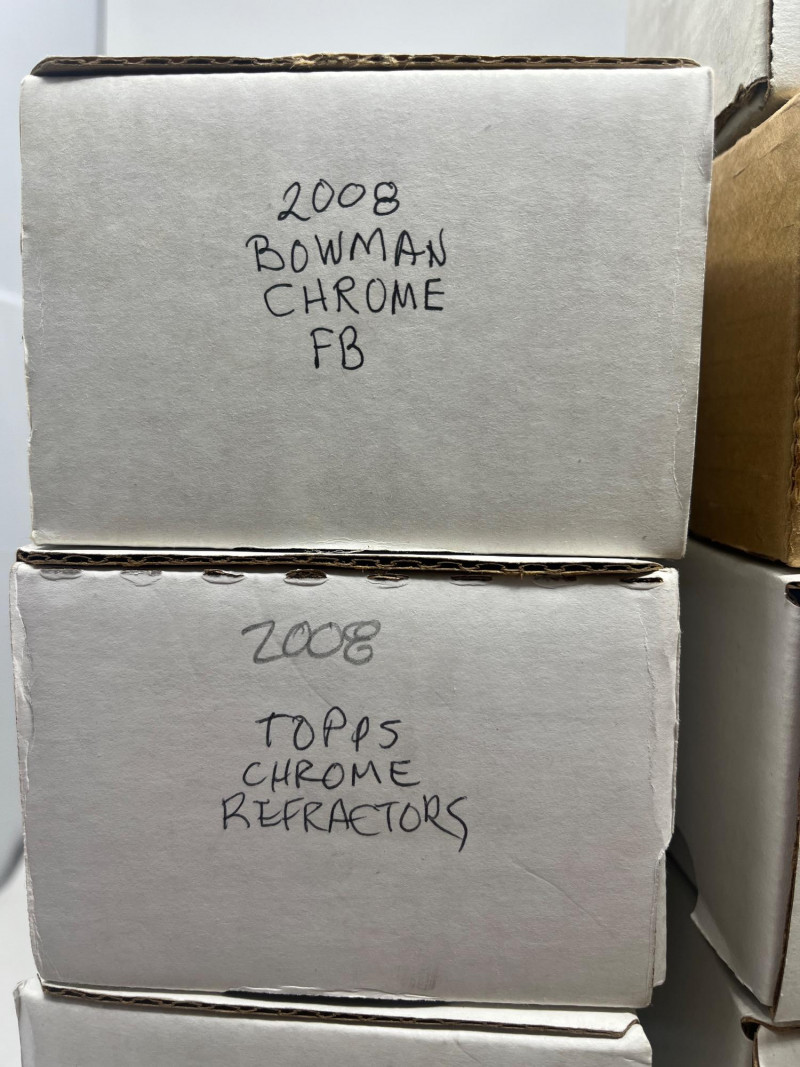 2008
BOWMAN
CHROME
FB
2008
TOPPS
CHROME
REFRACTORS